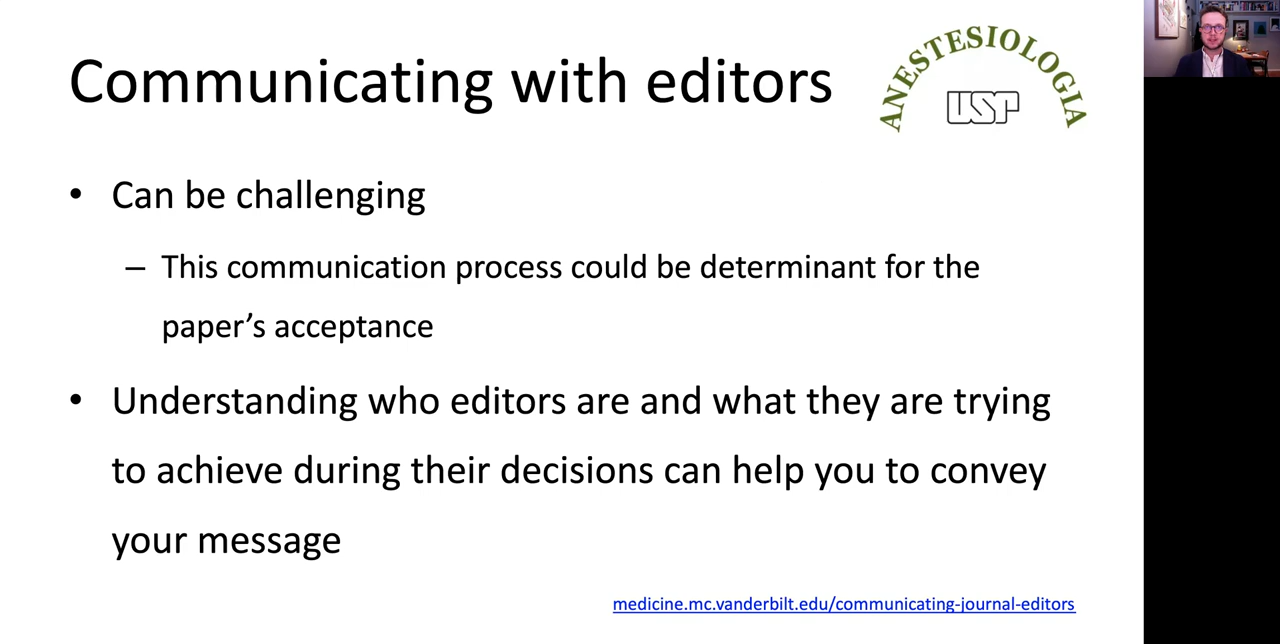 Communicating with editors
ANESTESIOLOGIA
USP
• Can be challenging
– This communication process could be determinant for the
paper’s acceptance
• Understanding who editors are and what they are trying
to achieve during their decisions can help you to convey
your message
medicine.mc.vanderbilt.edu/communicating-journal-editors